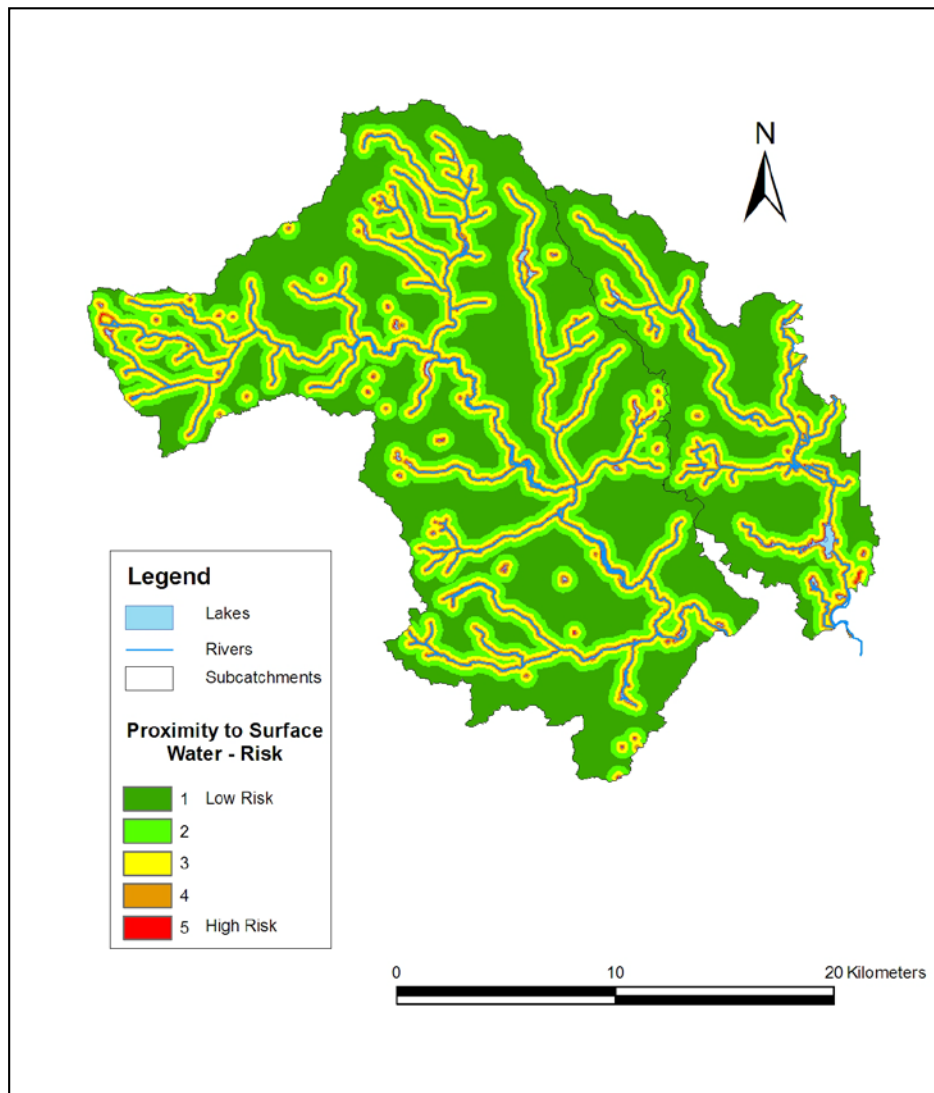 N
Legend
Lakes
Rivers
Subcatchments
Proximity to Surface
Water - Risk
1 Low Risk
2
3
4
5 High Risk
0 10 20 Kilometers